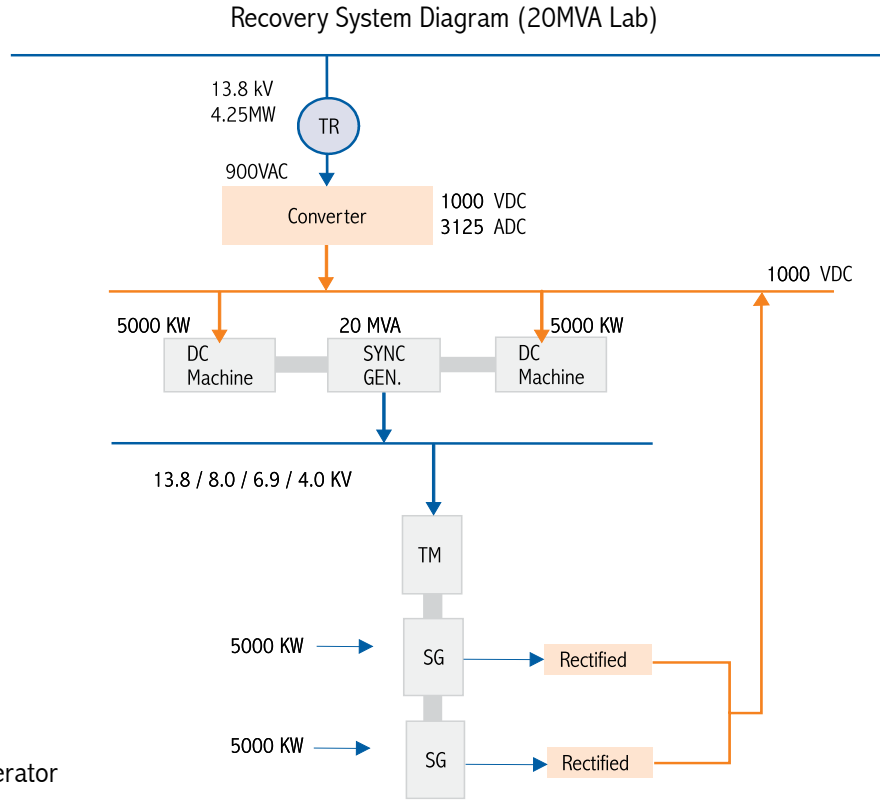 Recovery System Diagram (20MVA Lab)
13.8 kV
4.25MW
TR
900VAC
Converter
1000 VDC
3125 ADC
1000 VDC
5000 KW
20 MVA
5000 KW
DC
Machine
SYNC
GEN.
DC
Machine
13.8 / 8.0 / 6.9 / 4.0 KV
TM
5000 KW
SG
Rectified
5000 KW
SG
Rectified
erator